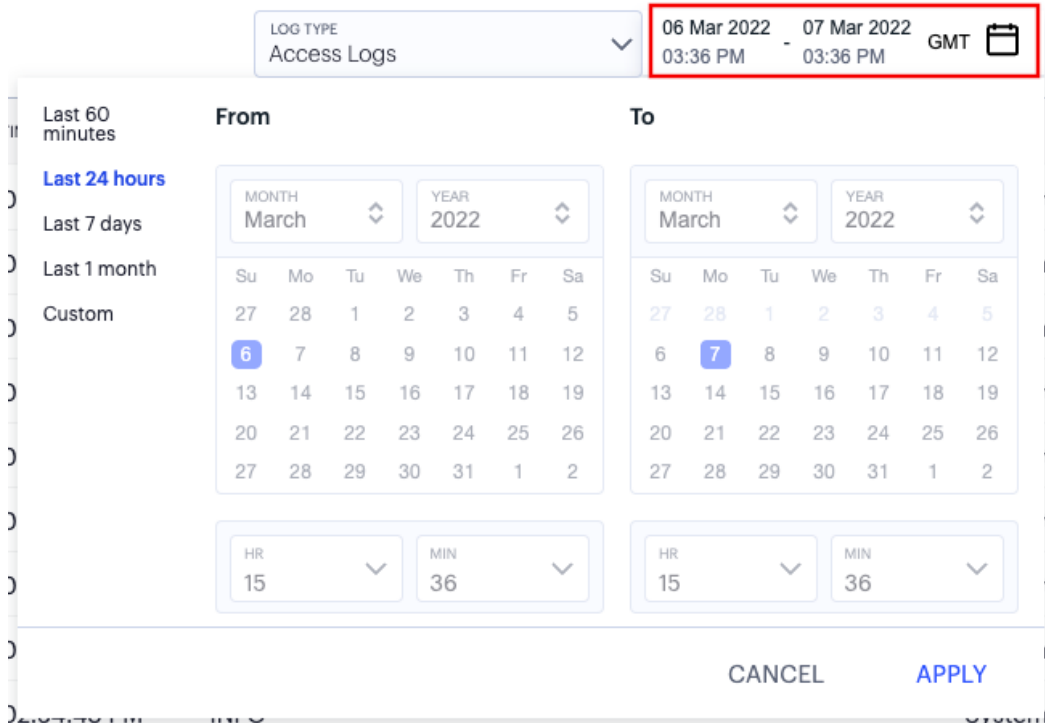 LOG TYPE
Access Logs
06 Mar 2022 - 07 Mar 2022 GMT
03:36 PM 03:36 PM
Last 60
minutes
Last 24 hours
Last 7 days
Last 1 month
Custom
From
MONTH YEAR
March 2022
Su Mo Tu We Th Fr Sa
27 28 1 2 3 4 5
6 7 8 9 10 11 12
13 14 15 16 17 18 19
20 21 22 23 24 25 26
27 28 29 30 31 1 2
HR MIN
15 36
To
MONTH YEAR
March 2022
Su Mo Tu We Th Fr Sa
27 28 1 2 3 4 5
6 7 8 9 10 11 12
13 14 15 16 17 18 19
20 21 22 23 24 25 26
27 28 29 30 31 1 2
HR MIN
15 36
CANCEL APPLY